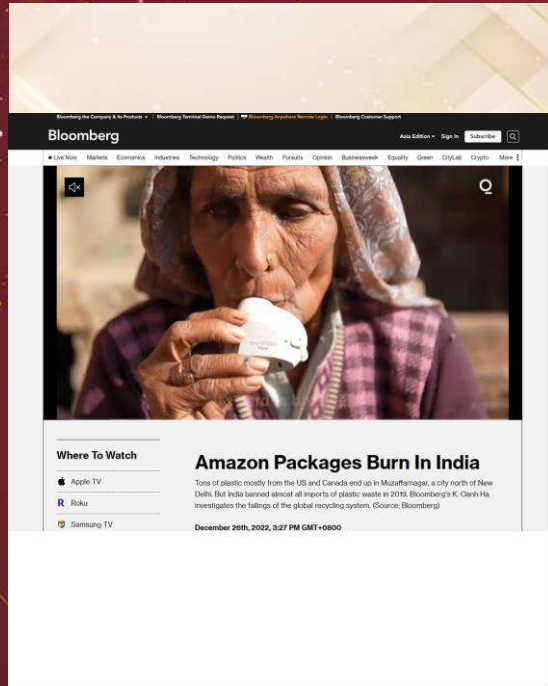 Bloomberg the Company & Its Products
Bloomberg Terminal Demo Request
Bloomberg Anywhere Remote Login
Bloomberg Customer Support
Bloomberg
Asia Edition
Sign In
Subscribe
Live Now Markets Economics Industries Technology Politics Wealth Pursuits Opinion Businessweek Equality Green CityLab Crypto More
Where To Watch
Apple TV
Roku
Samsung TV
Amazon Packages Burn In India
Tons of plastic mostly from the US and Canada end up in Muzaffarnagar, a city north of New
Delhi. But India banned almost all imports of plastic waste in 2019. Bloomberg's K. Oanh Ha
investigates the failings of the global recycling system. (Source: Bloomberg)
December 26th, 2022, 3:27 PM GMT+0800